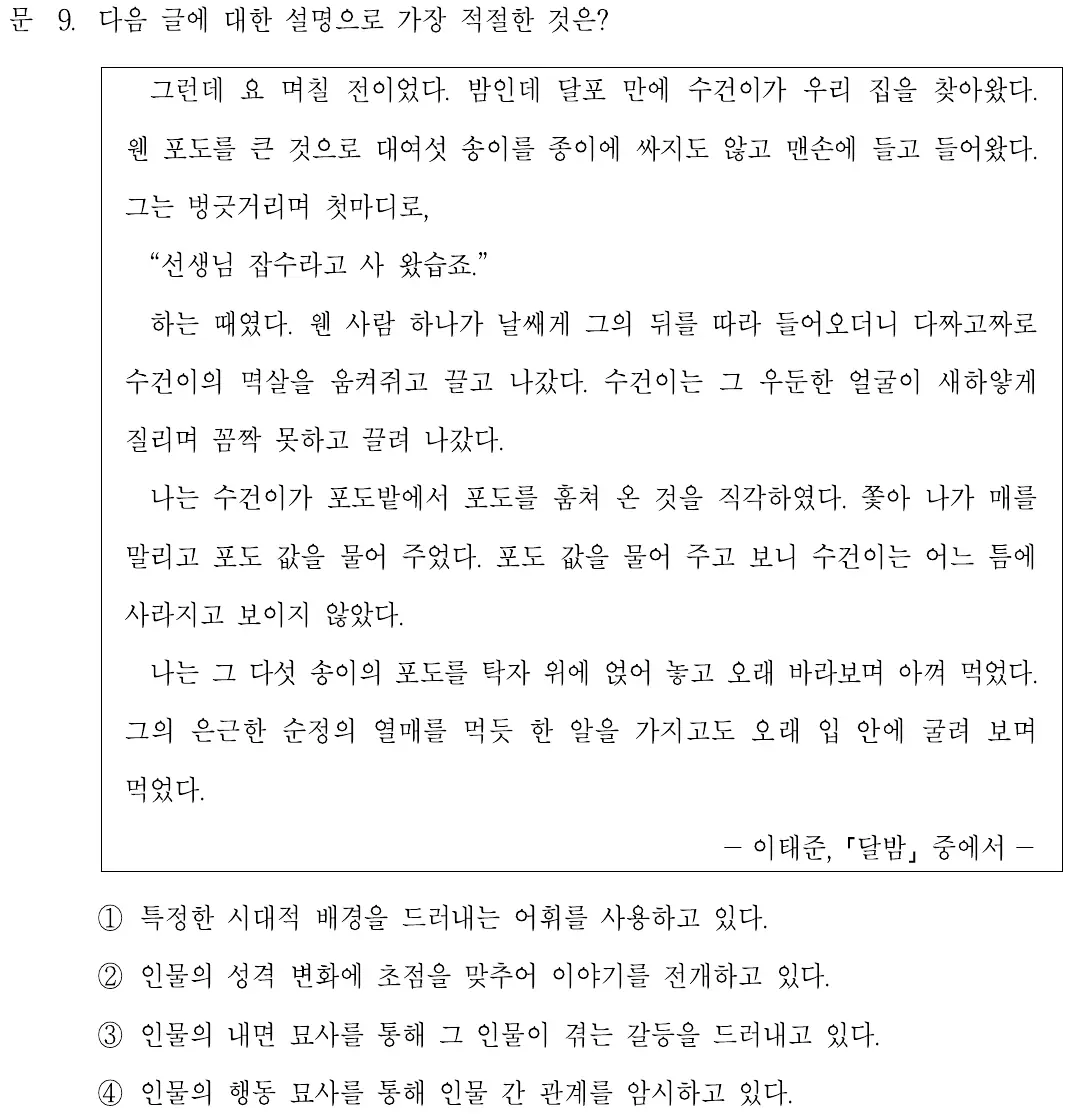 문 9. 다음 글에 대한 설명으로 가장 적절한 것은?
그런데 요 며칠 전이었다. 밤인데 달포 만에 수건이가 우리 집을 찾아왔다.
웬 포도를 큰 것으로 대여섯 송이를 종이에 싸지도 않고 맨손에 들고 들어왔다.
그는 벙긋거리며 첫마디로,
“선생님 잡수라고 사 왔습죠.”
하는 때였다. 웬 사람 하나가 날쌔게 그의 뒤를 따라 들어오더니 다짜고짜로
수건이의 멱살을 움켜쥐고 끌고 나갔다. 수건이는 그 우둔한 얼굴이 새하얗게
질리며 꼼짝 못하고 끌려 나갔다.
나는 수건이가 포도밭에서 포도를 훔쳐 온 것을 직각하였다. 쫓아 나가 매를
말리고 포도 값을 물어 주었다. 포도 값을 물어 주고 보니 수건이는 어느 틈에
사라지고 보이지 않았다.
나는 그 다섯 송이의 포도를 탁자 위에 얹어 놓고 오래 바라보며 아껴 먹었다.
그의 은근한 순정의 열매를 먹듯 한 알을 가지고도 오래 입 안에 굴려 보며
먹었다.
– 이태준, 「달밤」 중에서 –
① 특정한 시대적 배경을 드러내는 어휘를 사용하고 있다.
② 인물의 성격 변화에 초점을 맞추어 이야기를 전개하고 있다.
③ 인물의 내면 묘사를 통해 그 인물이 겪는 갈등을 드러내고 있다.
④ 인물의 행동 묘사를 통해 인물 간 관계를 암시하고 있다.